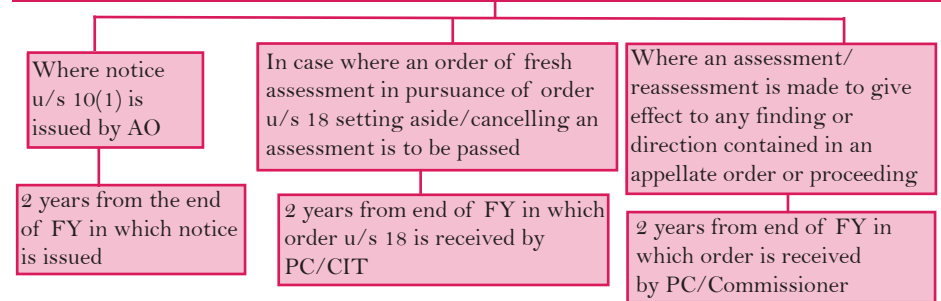 Where notice
u/s 10(1) is
issued by AO
2 years from the end
of FY in which notice
is issued
In case where an order of fresh
assessment in pursuance of order
u/s 18 setting aside/cancelling an
assessment is to be passed
2 years from end of FY in which
order u/s 18 is received by
PC/CIT
Where an assessment/
reassessment is made to give
effect to any finding or
direction contained in an
appellate order or proceeding
2 years from end of FY in
which order is received
by PC/Commissioner